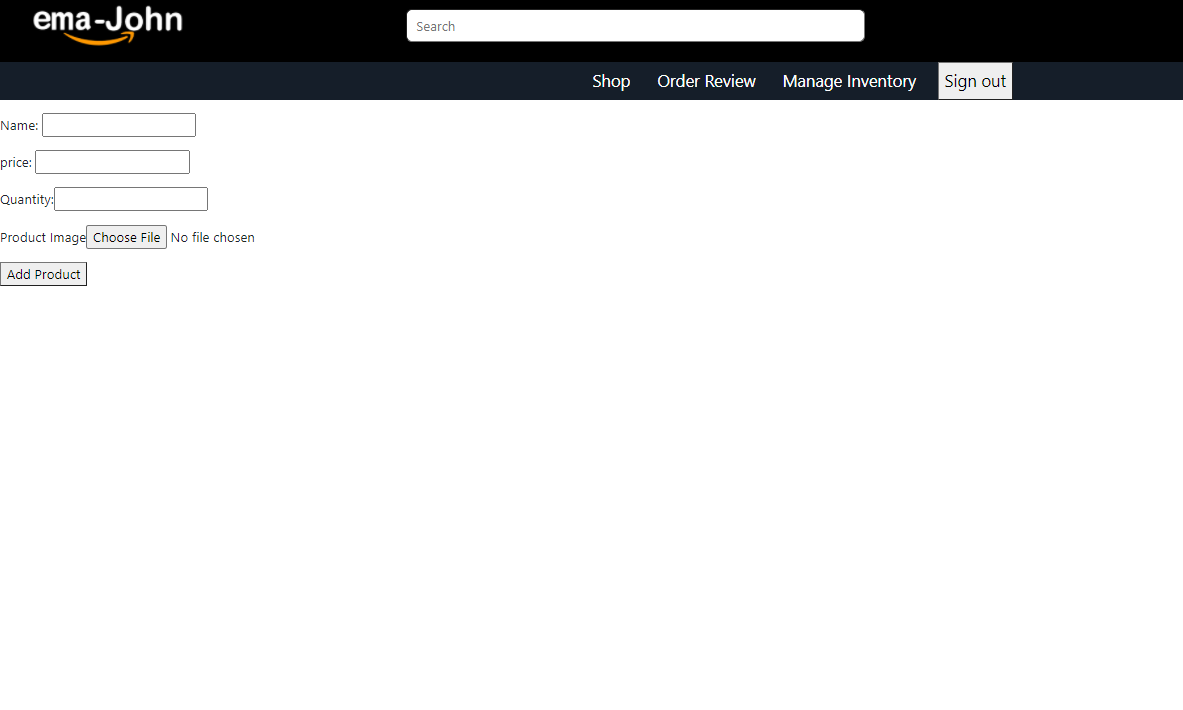 ema-John
Search
Shop Order Review Manage Inventory Sign out
Name:
price:
Quantity:
Product Image Choose File No file chosen
Add Product